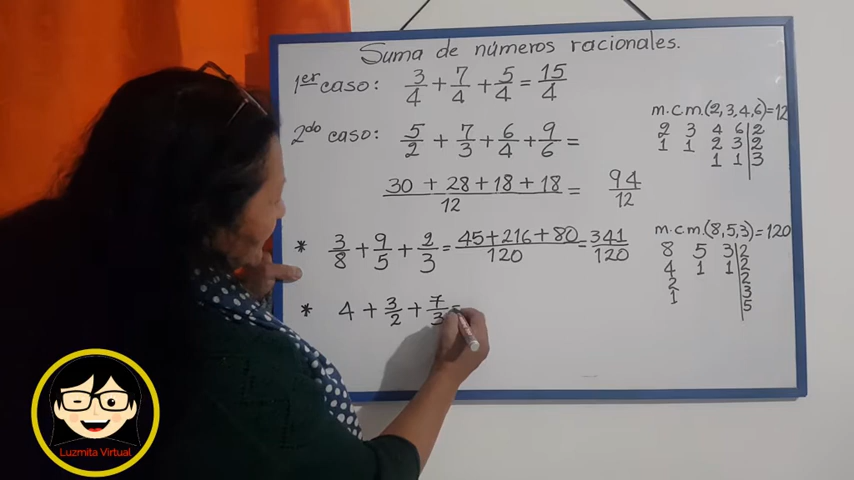 Suma de números racionales.
1er caso: 3/4 + 7/4 + 5/4 = 15/4
2do caso: 5/2 + 7/3 + 6/4 + 9/6 =
30 + 28 + 18 + 18 / 12 = 94/12
* 3/8 + 9/5 + 2/3 = 45 + 216 + 80 / 120 = 341/120
* 4 + 3/2 + 7/3 =
m.c.m.(2,3,4,6) = 12
2 3 4 6 | 2
1 1 2 3 | 2
1 1 | 3
m.c.m.(8,5,3) = 120
8 5 3 | 2
4 1 1 | 2
2 | 2
1 | 3
5
Luzmita Virtual